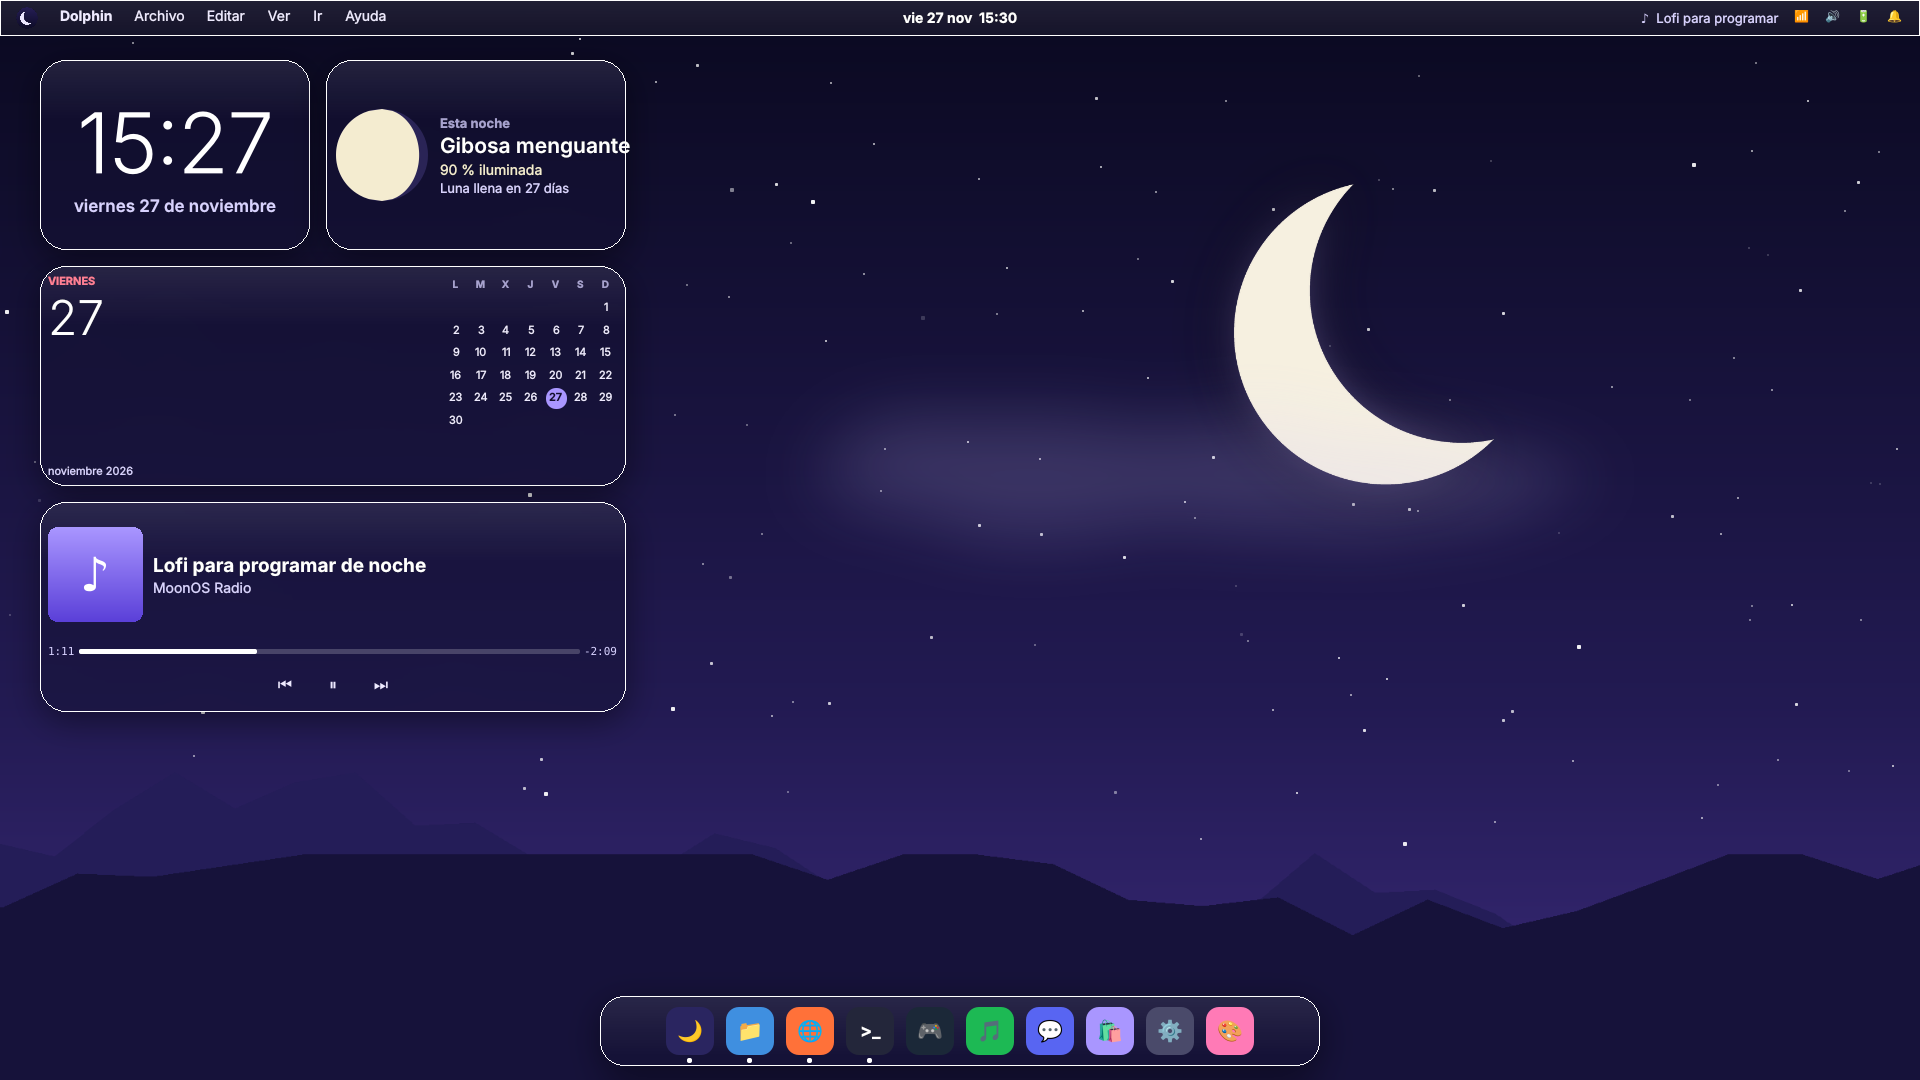 Dolphin Archivo Editar Ver Ir Ayuda
vie 27 nov 15:30
♪ Lofi para programar
15:27
viernes 27 de noviembre
Esta noche
Gibosa menguante
90 % iluminada
Luna llena en 27 días
VIERNES
27
noviembre 2026
L M X J V S D
1
2 3 4 5 6 7 8
9 10 11 12 13 14 15
16 17 18 19 20 21 22
23 24 25 26 27 28 29
30
♪
Lofi para programar de noche
MoonOS Radio
1:11
-2:09
>_